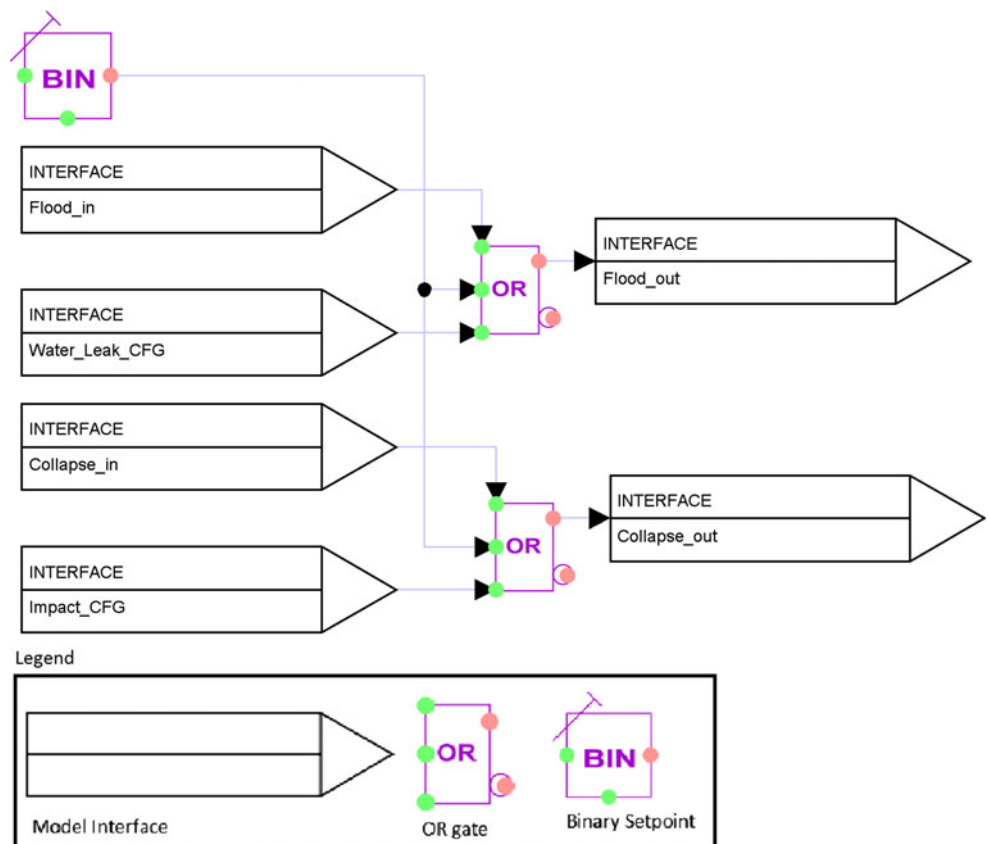 BIN
INTERFACE
Flood_in
INTERFACE
Flood_out
OR
INTERFACE
Water_Leak_CFG
INTERFACE
Collapse_in
INTERFACE
Collapse_out
OR
INTERFACE
Impact_CFG
Legend
OR
BIN
Model Interface
OR gate
Binary Setpoint